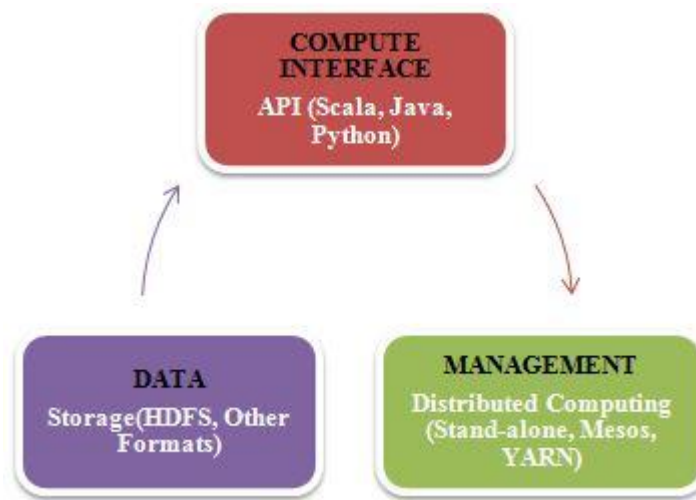 COMPUTE
INTERFACE
API (Scala, Java,
Python)
DATA
Storage(HDFS, Other
Formats)
MANAGEMENT
Distributed Computing
(Stand-alone, Mesos,
YARN)